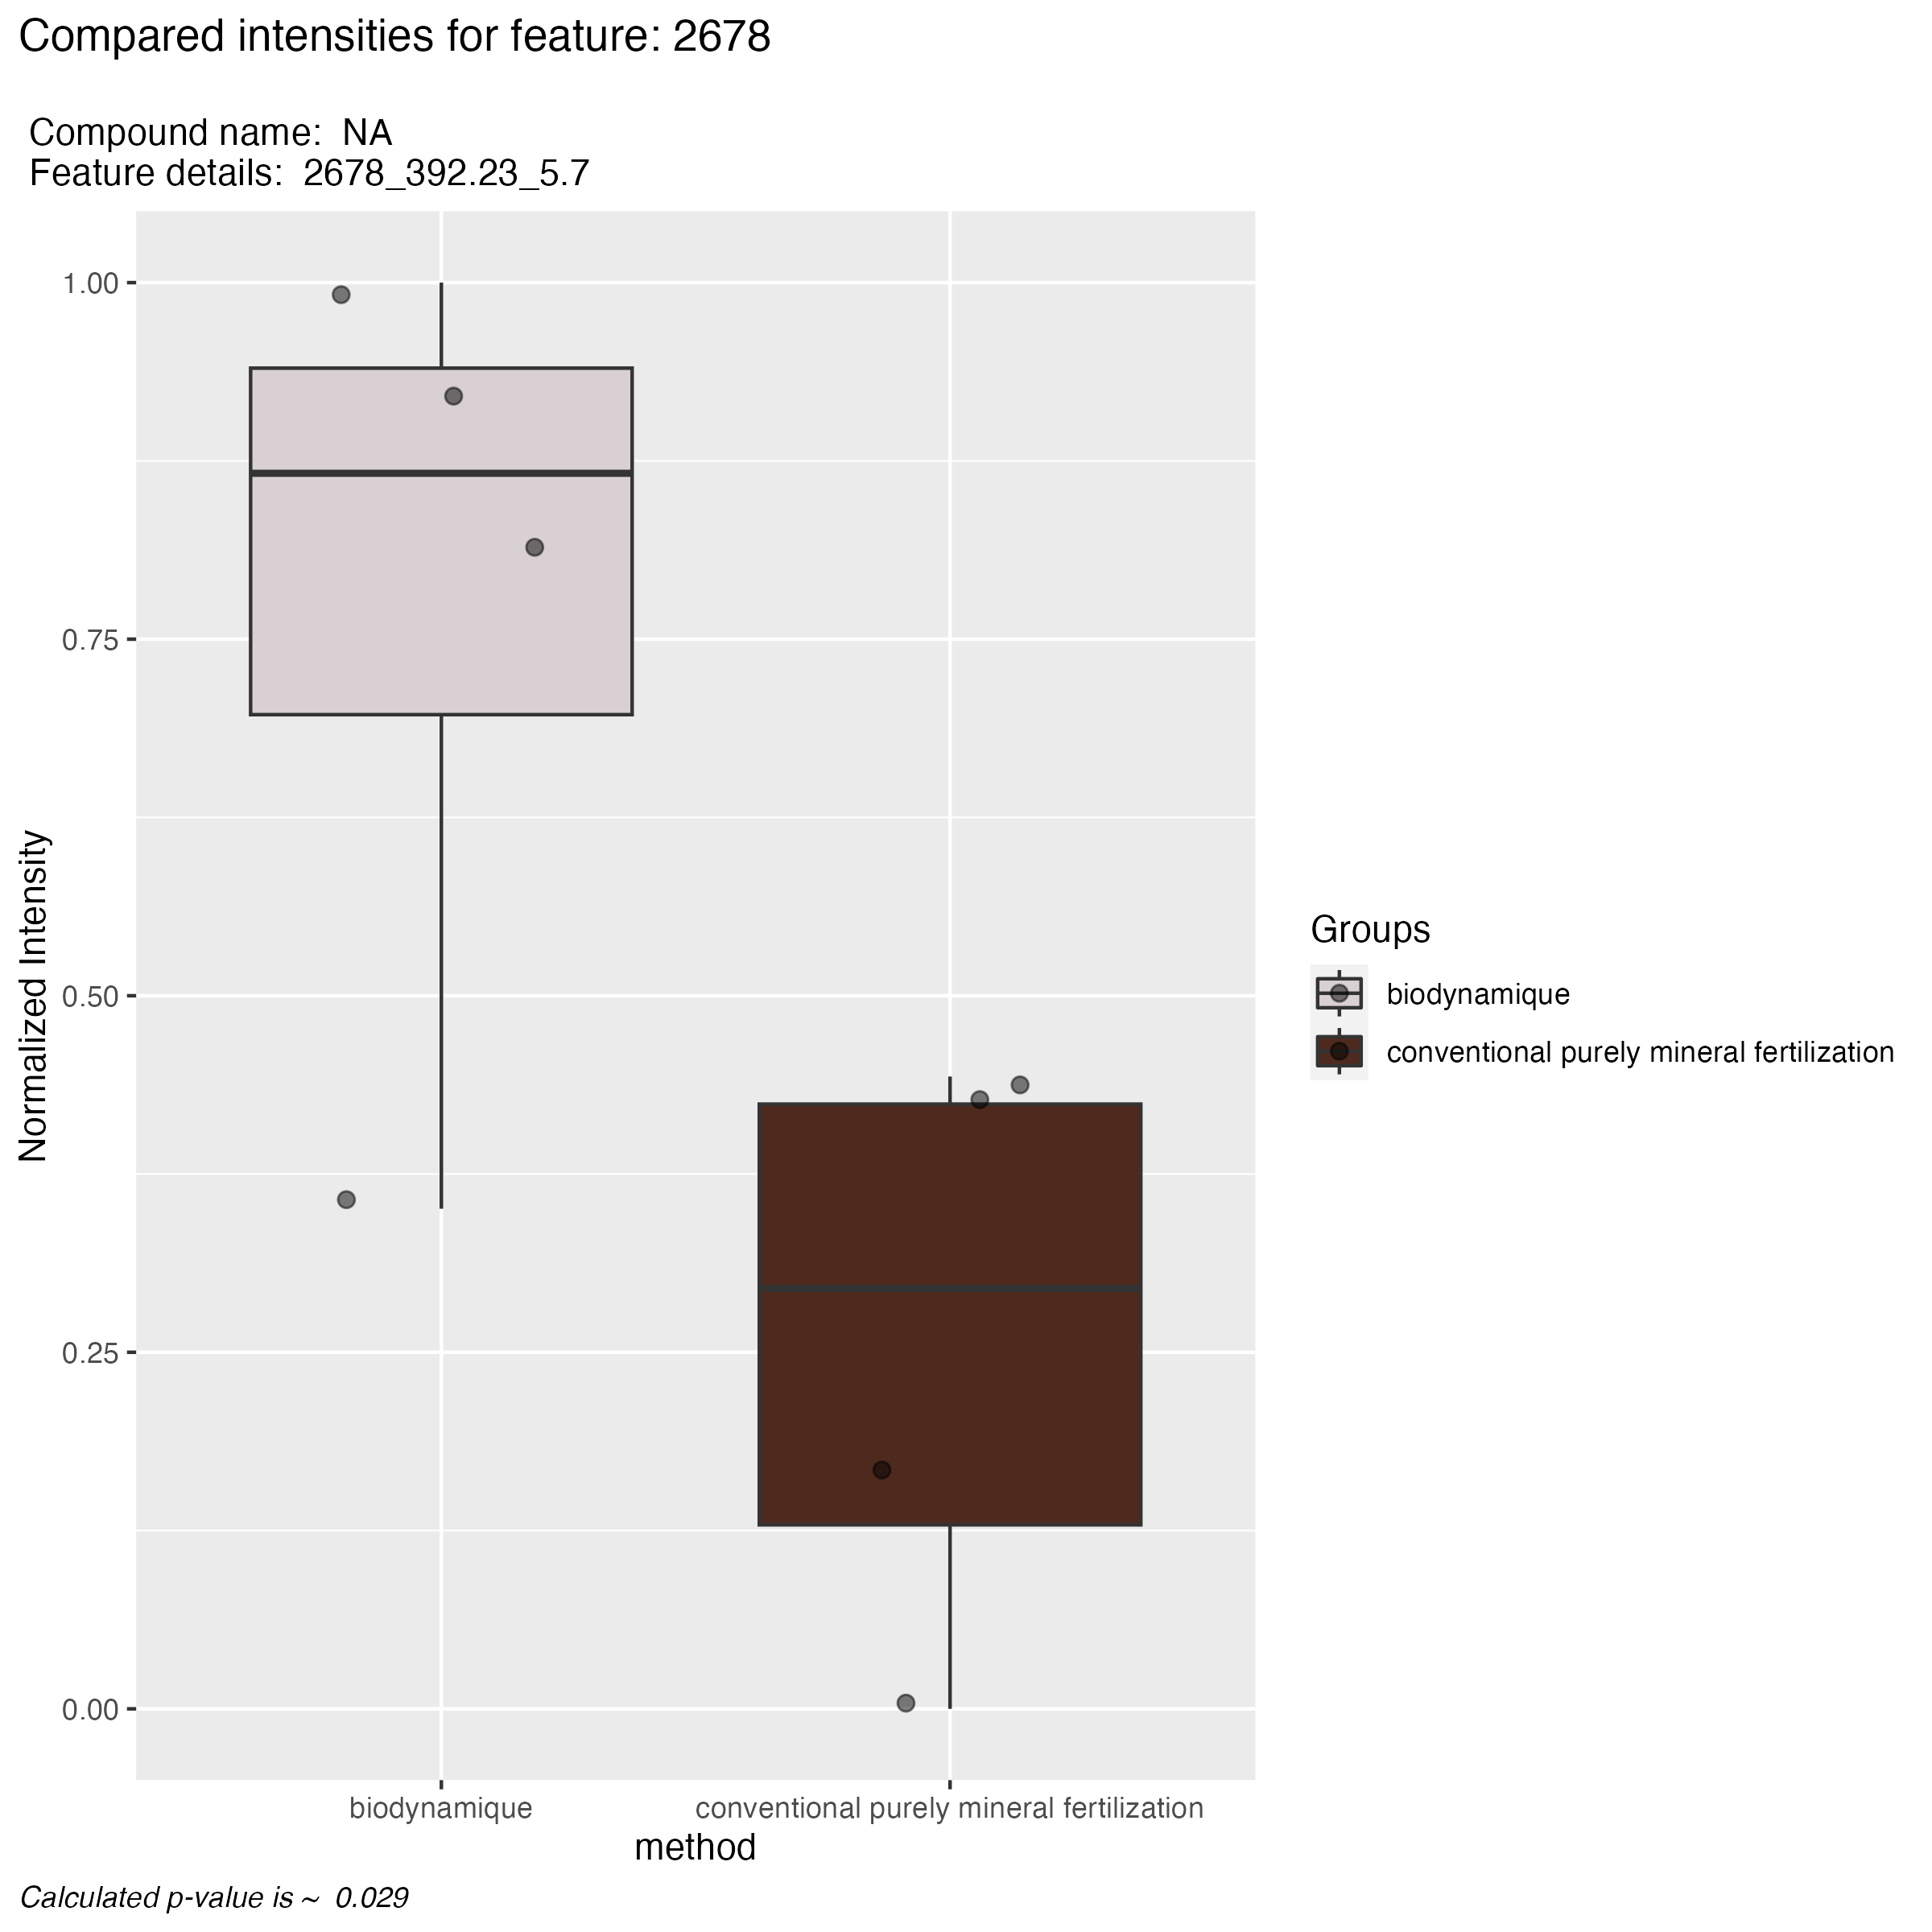 Compared intensities for feature: 2678
Compound name: NA
Feature details: 2678_392.23_5.7
1.00
0.75
0.50
0.25
0.00
Normalized Intensity
biodynamique
conventional purely mineral fertilization
method
Groups
biodynamique
conventional purely mineral fertilization
Calculated p-value is ~ 0.029